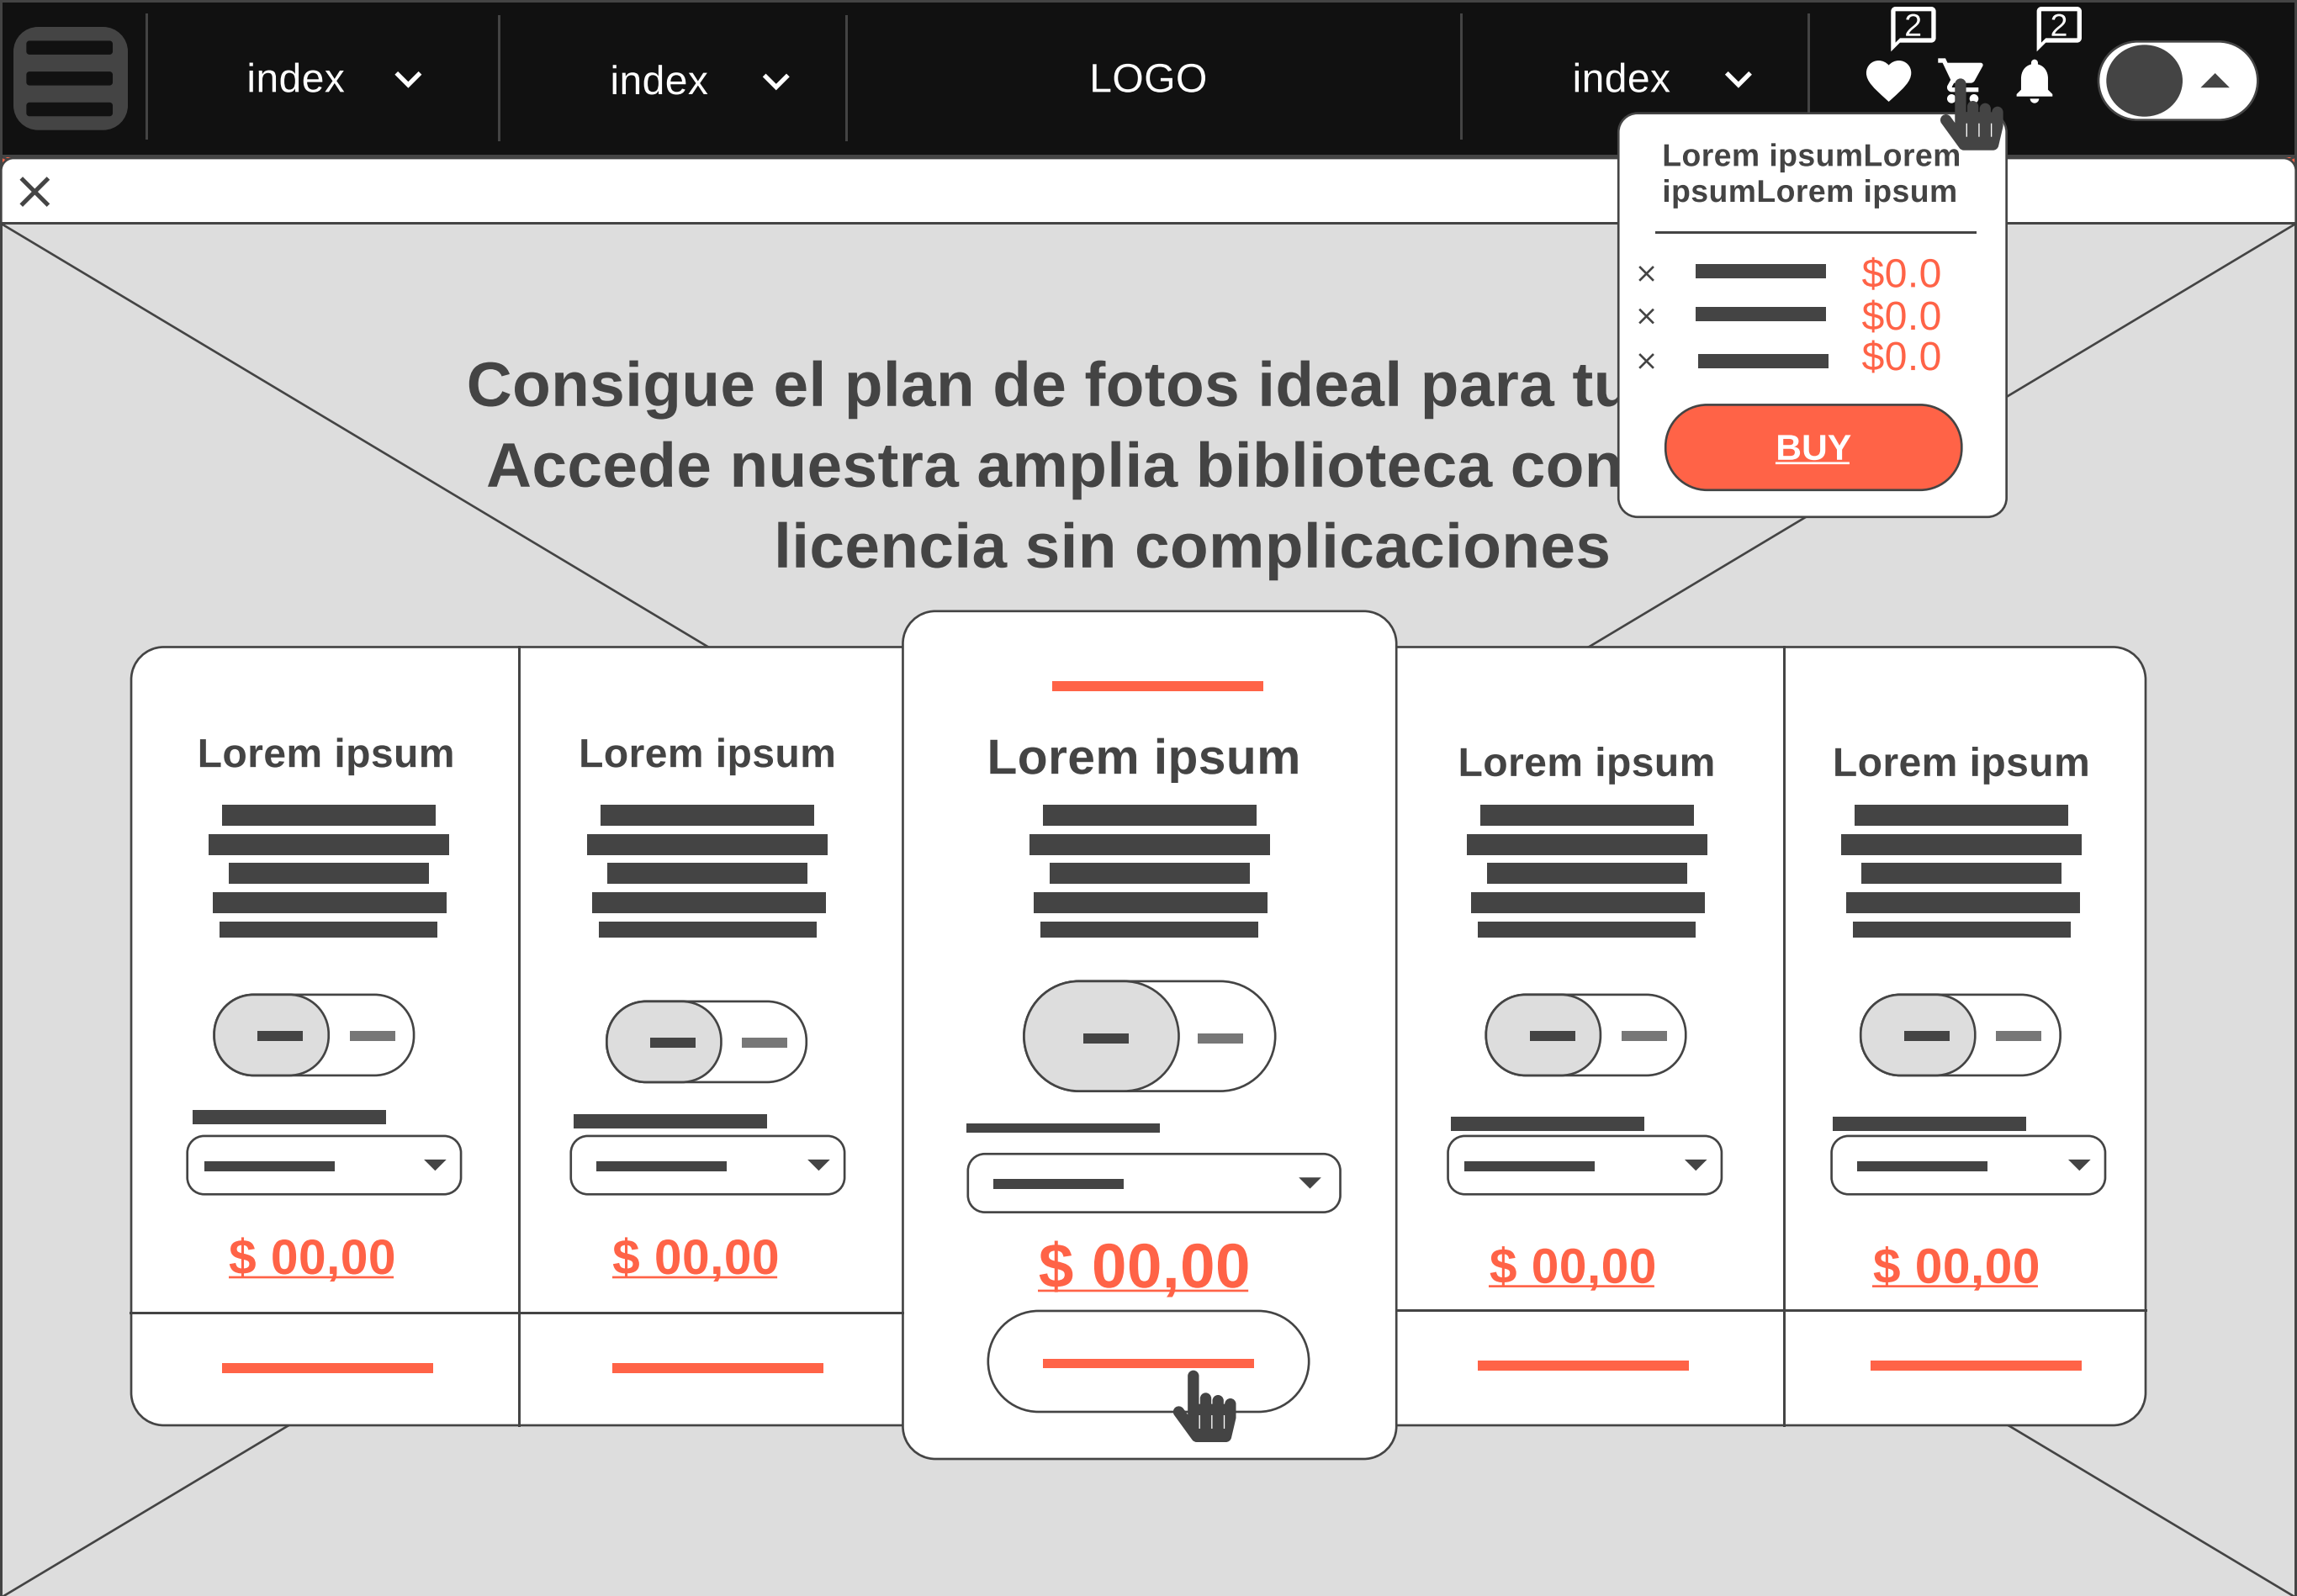 2
2
index
index
LOGO
index
Lorem ipsumLorem
ipsumLorem ipsum
$0.0
$0.0
$0.0
BUY
Consigue el plan de fotos ideal para tu
Accede nuestra amplia biblioteca con
licencia sin complicaciones
Lorem ipsum
Lorem ipsum
Lorem ipsum
Lorem ipsum
Lorem ipsum
$ 00,00
$ 00,00
$ 00,00
$ 00,00
$ 00,00